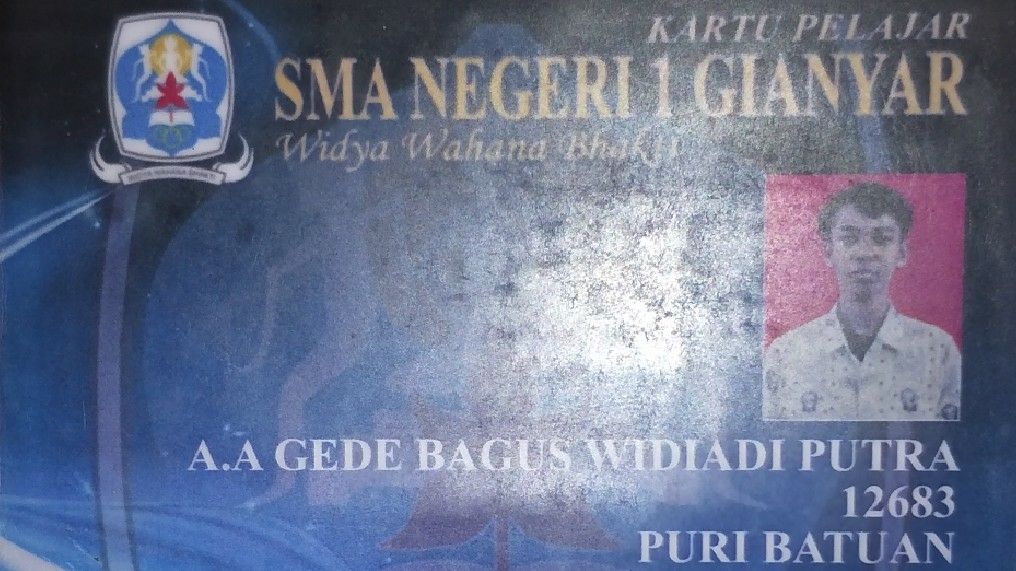 KARTU PELAJAR
SMA NEGERI 1 GIANYAR
Widya Wahana Bhakti
A.A GEDE BAGUS WIDIADI PUTRA
12683
PURI BATUAN